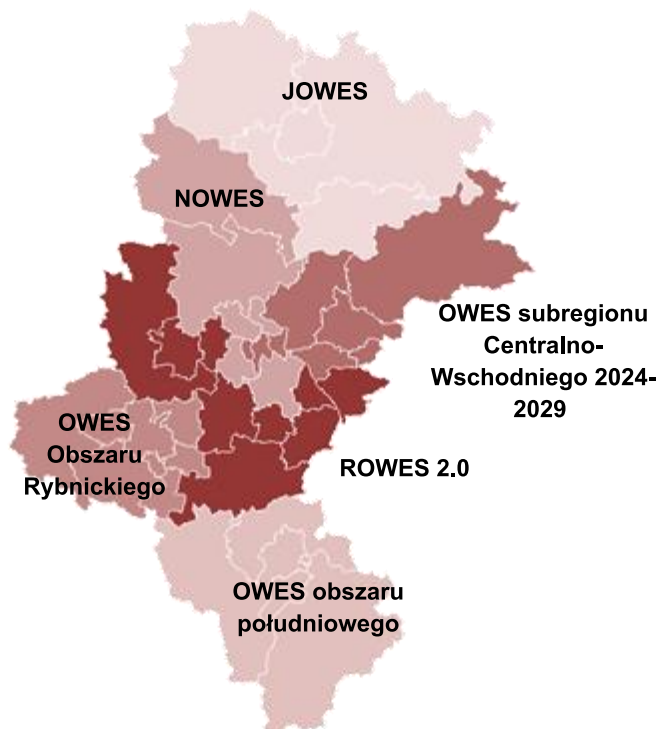 JOWES
NOWES
OWES subregionu
Centralno-
Wschodniego 2024-
2029
OWES
Obszaru
Rybnickiego
ROWES 2.0
OWES obszaru
południowego